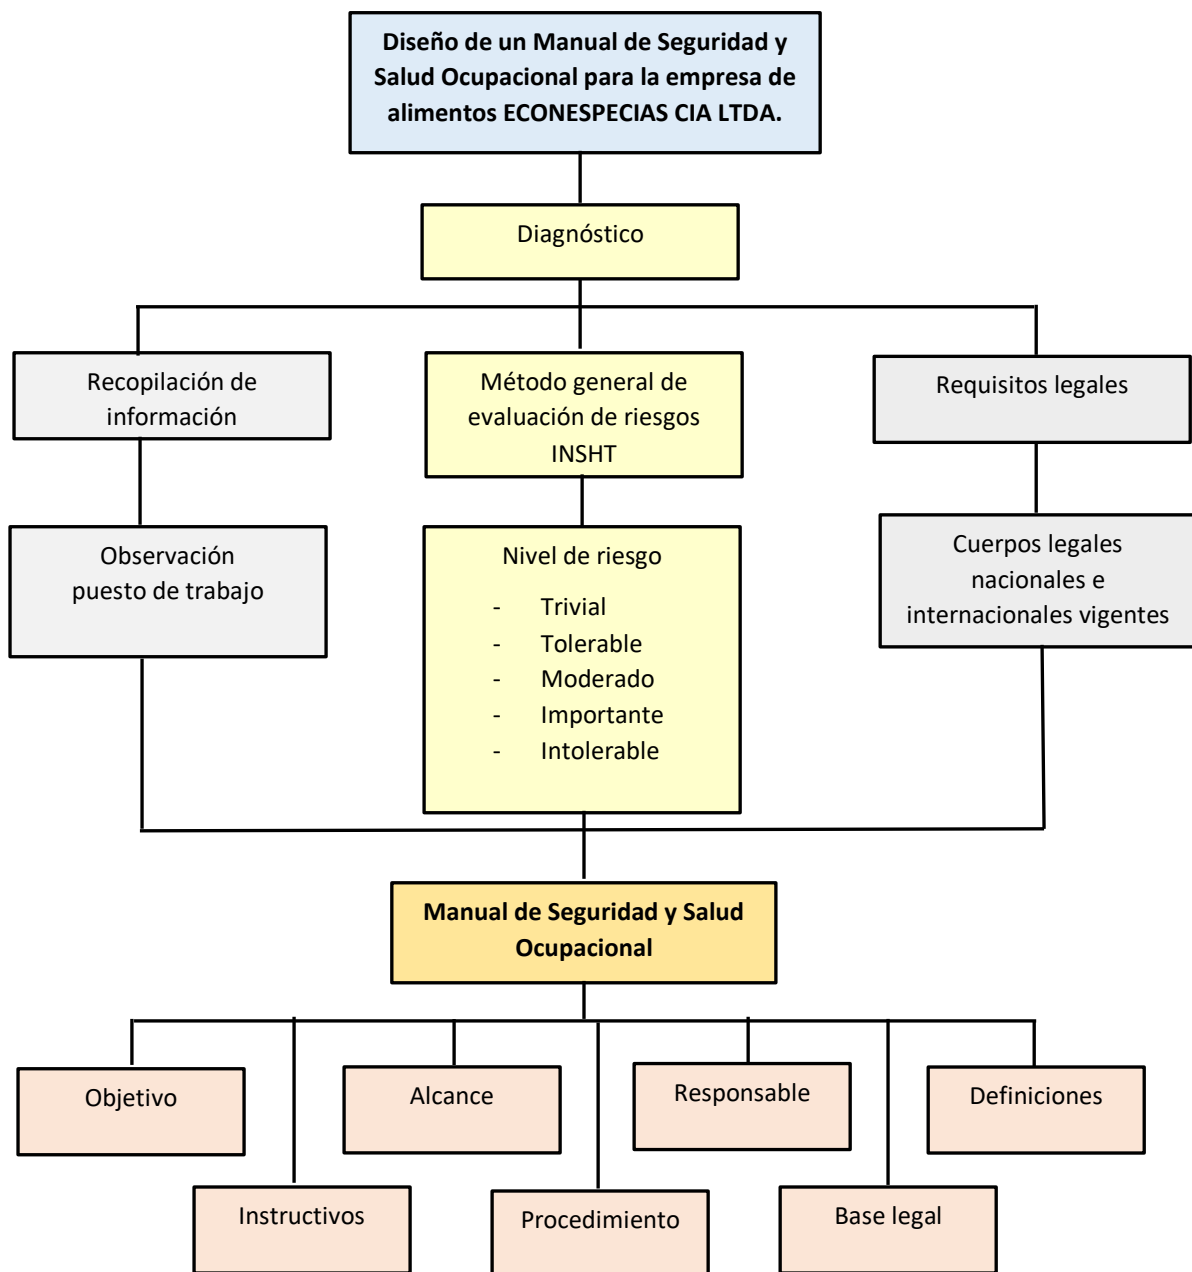 Diseño de un Manual de Seguridad y
Salud Ocupacional para la empresa de
alimentos ECONESPECIAS CIA LTDA.
Diagnóstico
Recopilación de
información
Método general de
evaluación de riesgos
INSHT
Requisitos legales
Observación
puesto de trabajo
Nivel de riesgo
- Trivial
- Tolerable
- Moderado
- Importante
- Intolerable
Cuerpos legales
nacionales e
internacionales vigentes
Manual de Seguridad y Salud
Ocupacional
Objetivo
Alcance
Responsable
Definiciones
Instructivos
Procedimiento
Base legal